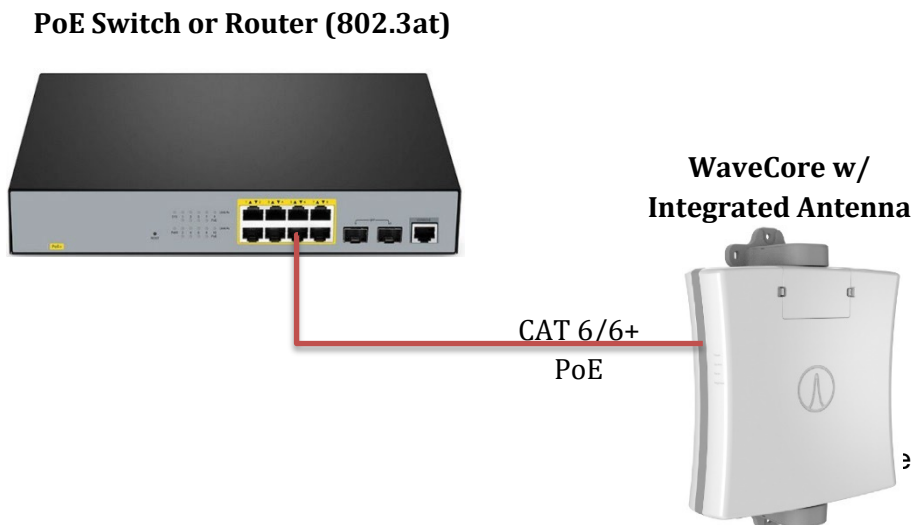 PoE Switch or Router (802.3at)
WaveCore w/
Integrated Antenna
CAT 6/6+
PoE
e